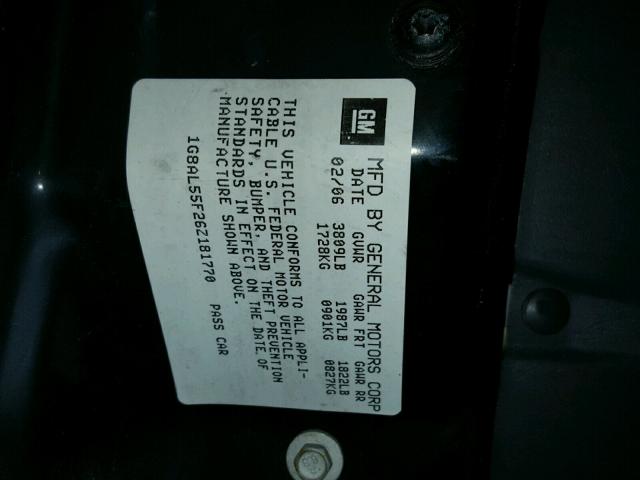 GM MFD BY GENERAL MOTORS CORP
DATE GVWR GAWR FRT GAWR RR
02/06 3809LB 1987LB 1822LB
1728KG 0901KG 0827KG
THIS VEHICLE CONFORMS TO ALL APPLI-
CABLE U.S. FEDERAL MOTOR VEHICLE
SAFETY, BUMPER, AND THEFT PREVENTION
STANDARDS IN EFFECT ON THE DATE OF
MANUFACTURE SHOWN ABOVE.
1G8AL55F26Z181770 PASS CAR